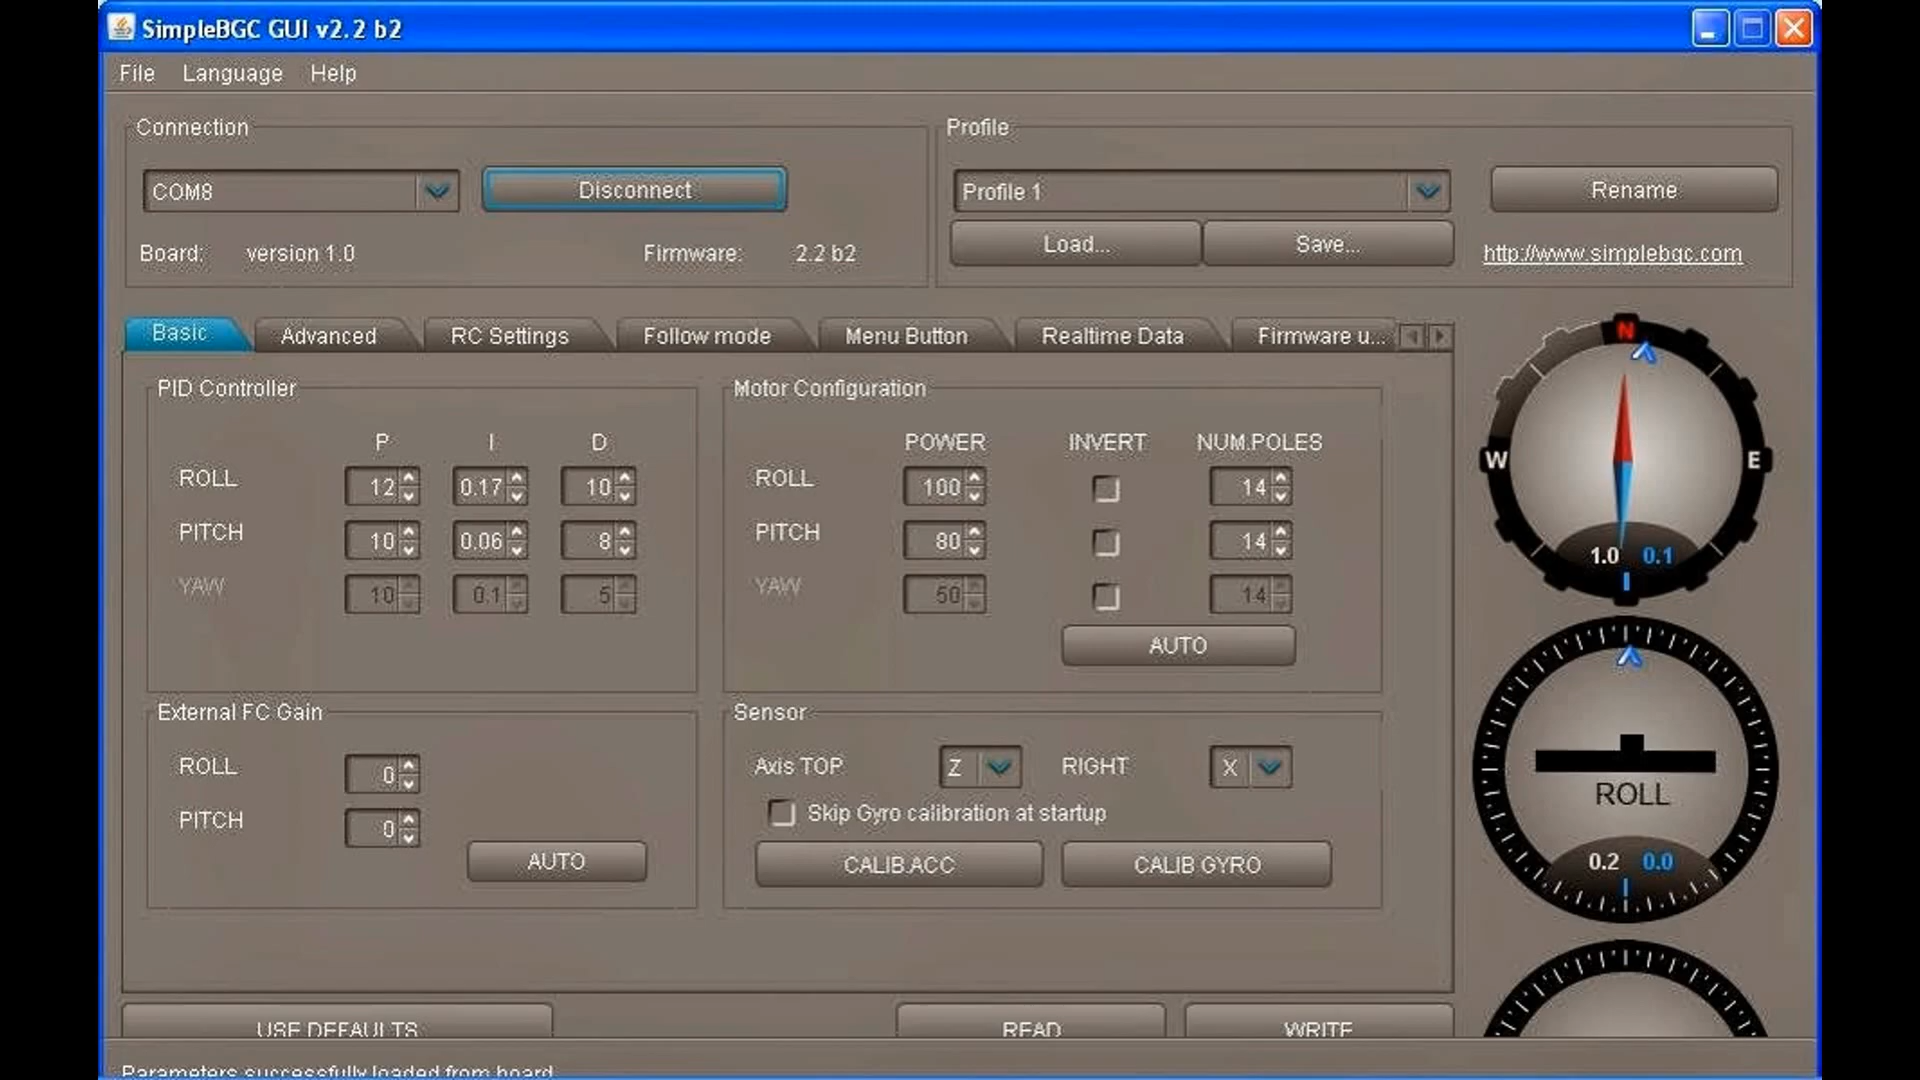 SimpleBGC GUI v2.2 b2
File Language Help
Connection
COM8 Disconnect
Board: version 1.0 Firmware: 2.2 b2
Profile
Profile 1 Rename
Load... Save... http://www.simplebgc.com
Basic Advanced RC Settings Follow mode Menu Button Realtime Data Firmware u...
PID Controller
P I D
ROLL 12 0.17 10
PITCH 10 0.06 8
YAW 10 0.1 5
Motor Configuration
POWER INVERT NUM.POLES
ROLL 100 14
PITCH 80 14
YAW 50 14
AUTO
External FC Gain
ROLL 0
PITCH 0
AUTO
Sensor
Axis TOP Z RIGHT X
Skip Gyro calibration at startup
CALIB.ACC CALIB GYRO
N
W E
1.0 0.1
ROLL
0.2 0.0
USE DEFAULTS READ WRITE
Parameters successfully loaded from board